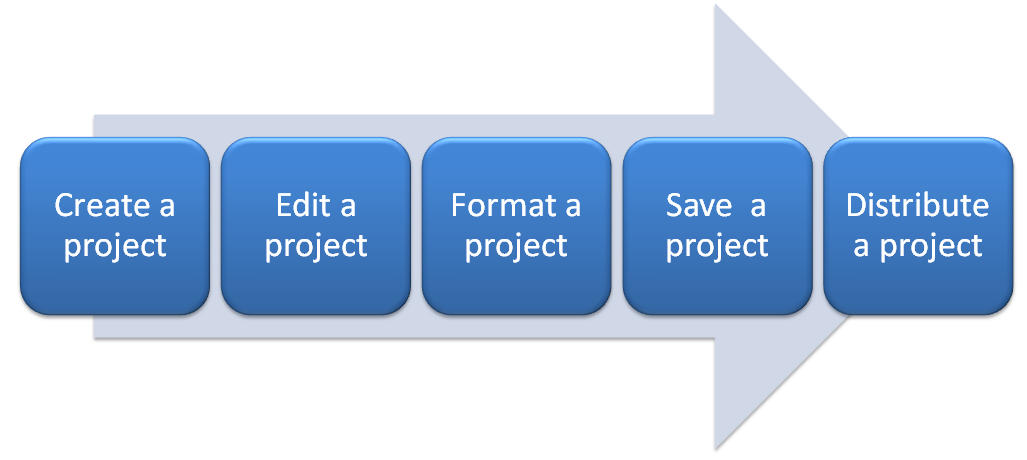 Create a
project
Edit a
project
Format a
project
Save  a
project
Distribute
a project